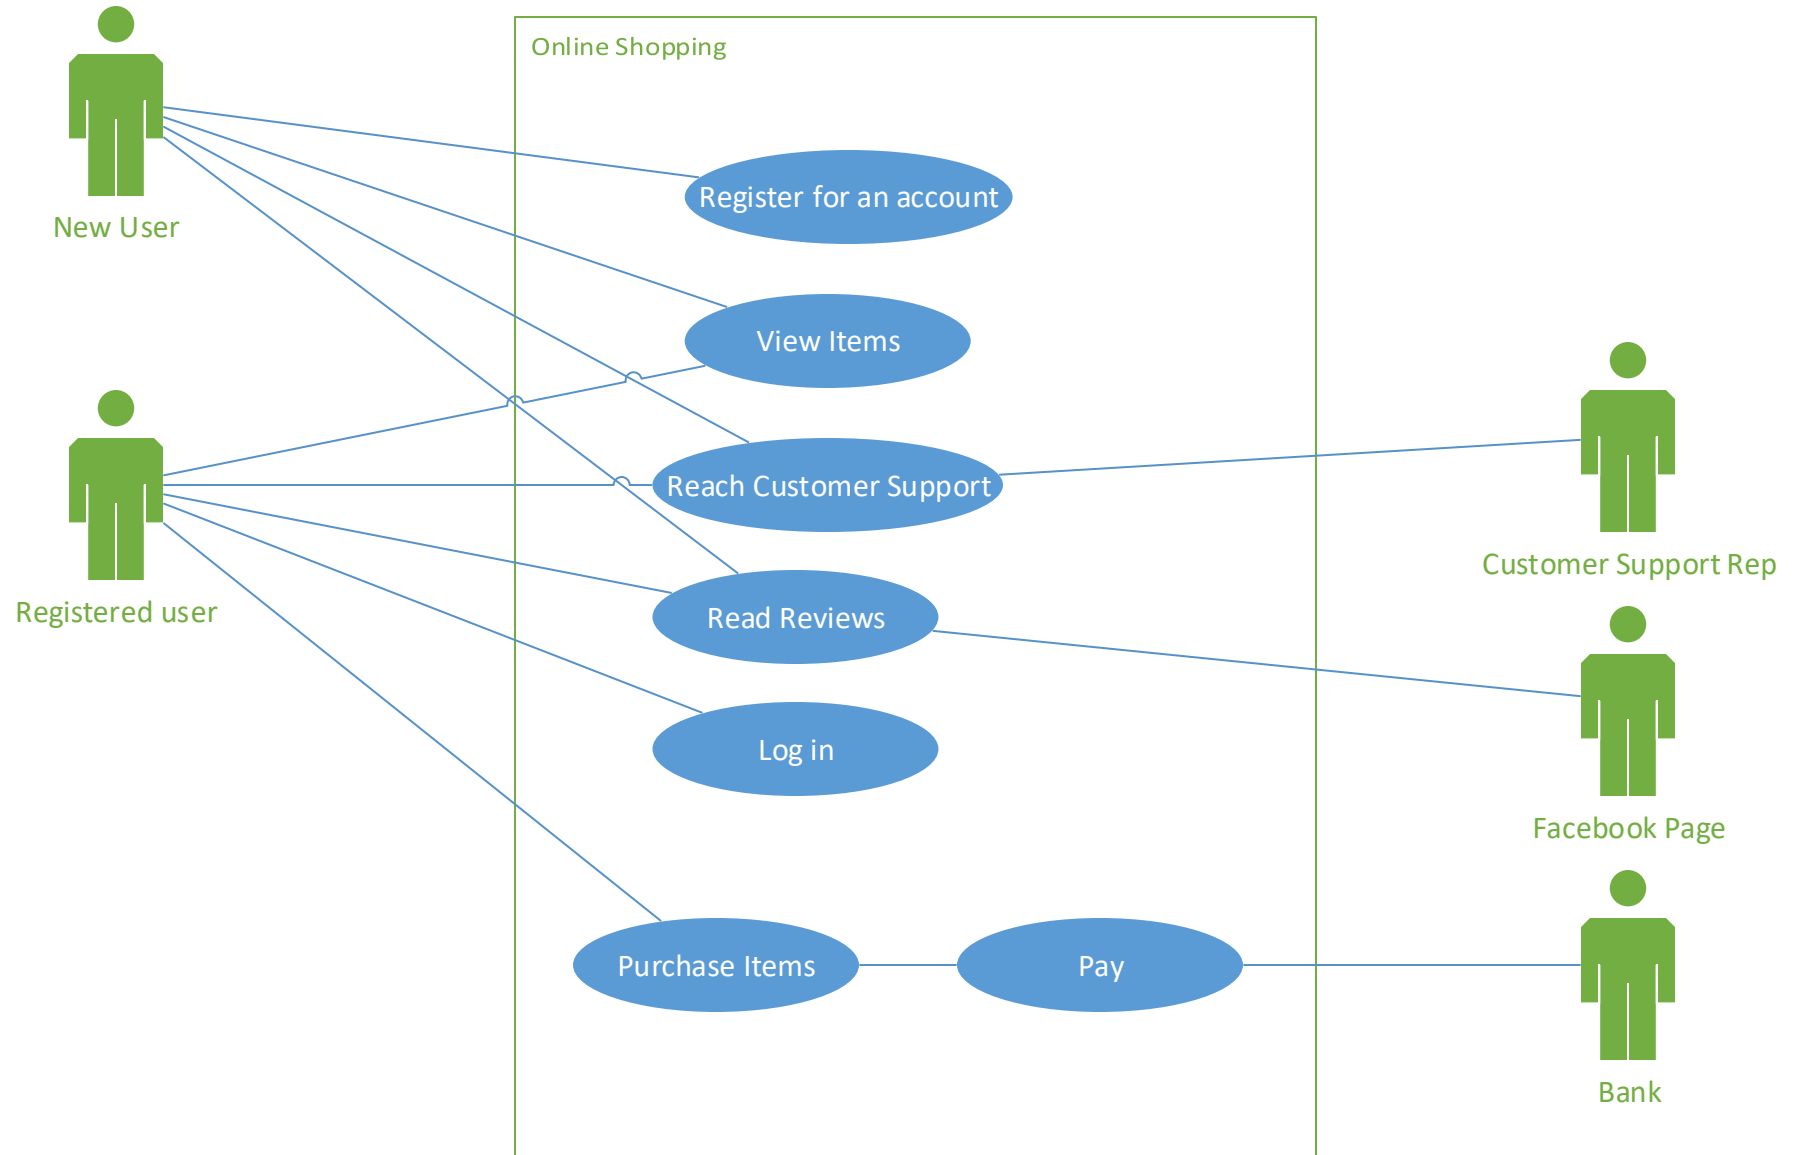 Online Shopping
Register for an account
New User
View Items
Reach Customer Support
Customer Support Rep
Registered user
Read Reviews
Log in
Facebook Page
Purchase Items
Pay
Bank